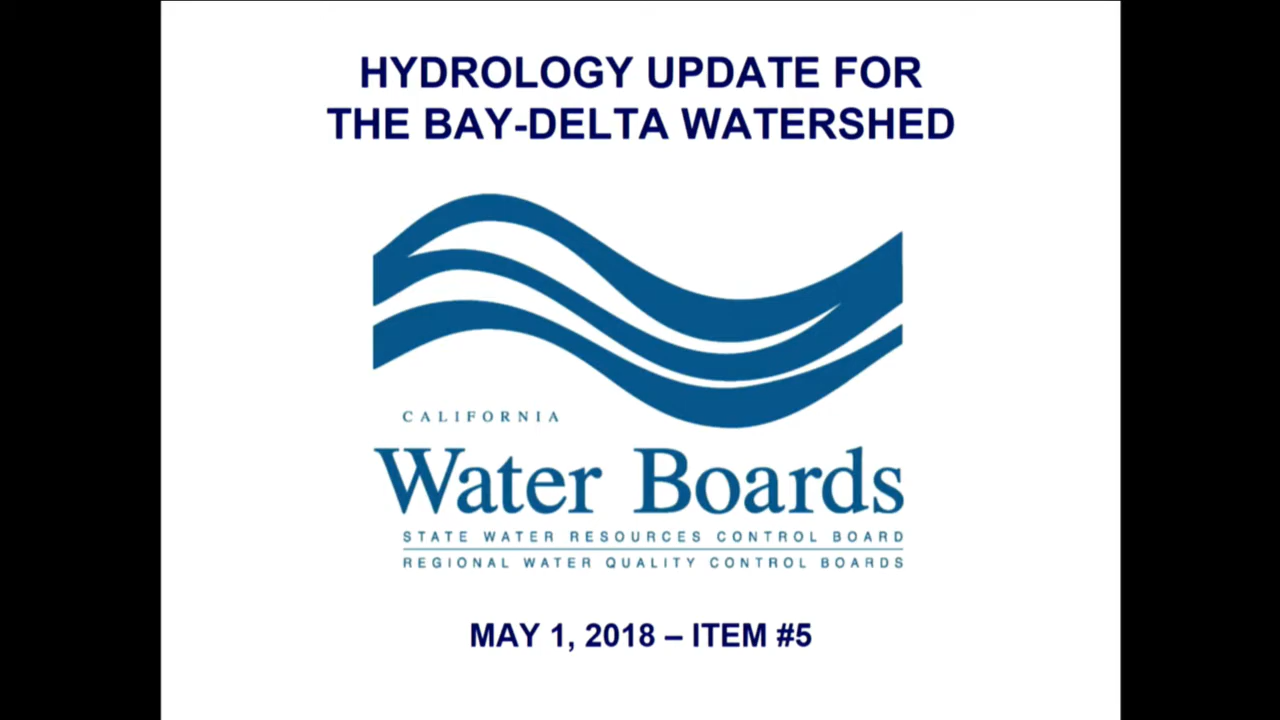 HYDROLOGY UPDATE FOR
THE BAY-DELTA WATERSHED
CALIFORNIA
Water Boards
STATE WATER RESOURCES CONTROL BOARD
REGIONAL WATER QUALITY CONTROL BOARDS
MAY 1, 2018 – ITEM #5